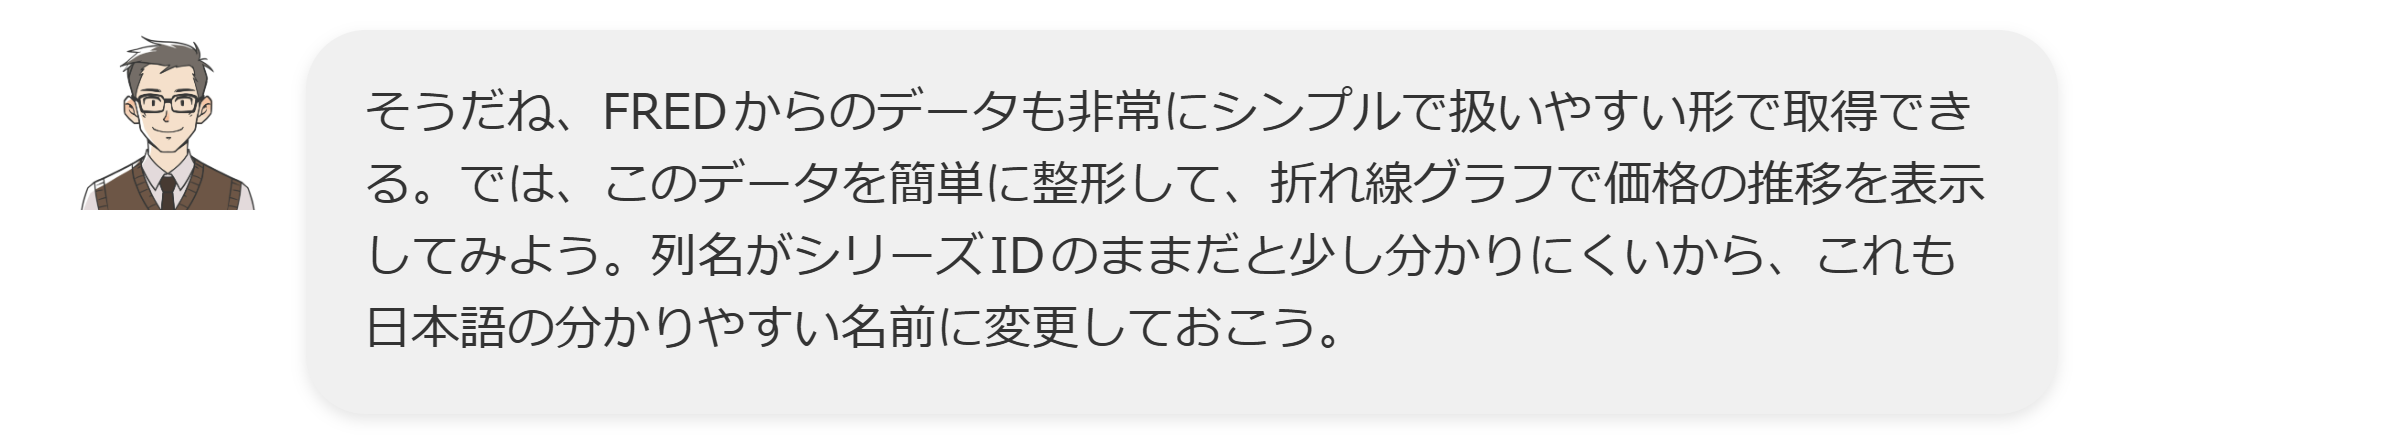 そうだね、FREDからのデータも非常にシンプルで扱いやすい形で取得でき
る。では、このデータを簡単に整形して、折れ線グラフで価格の推移を表示
してみよう。列名がシリーズIDのままだと少し分かりにくいから、これも
日本語の分かりやすい名前に変更しておこう。